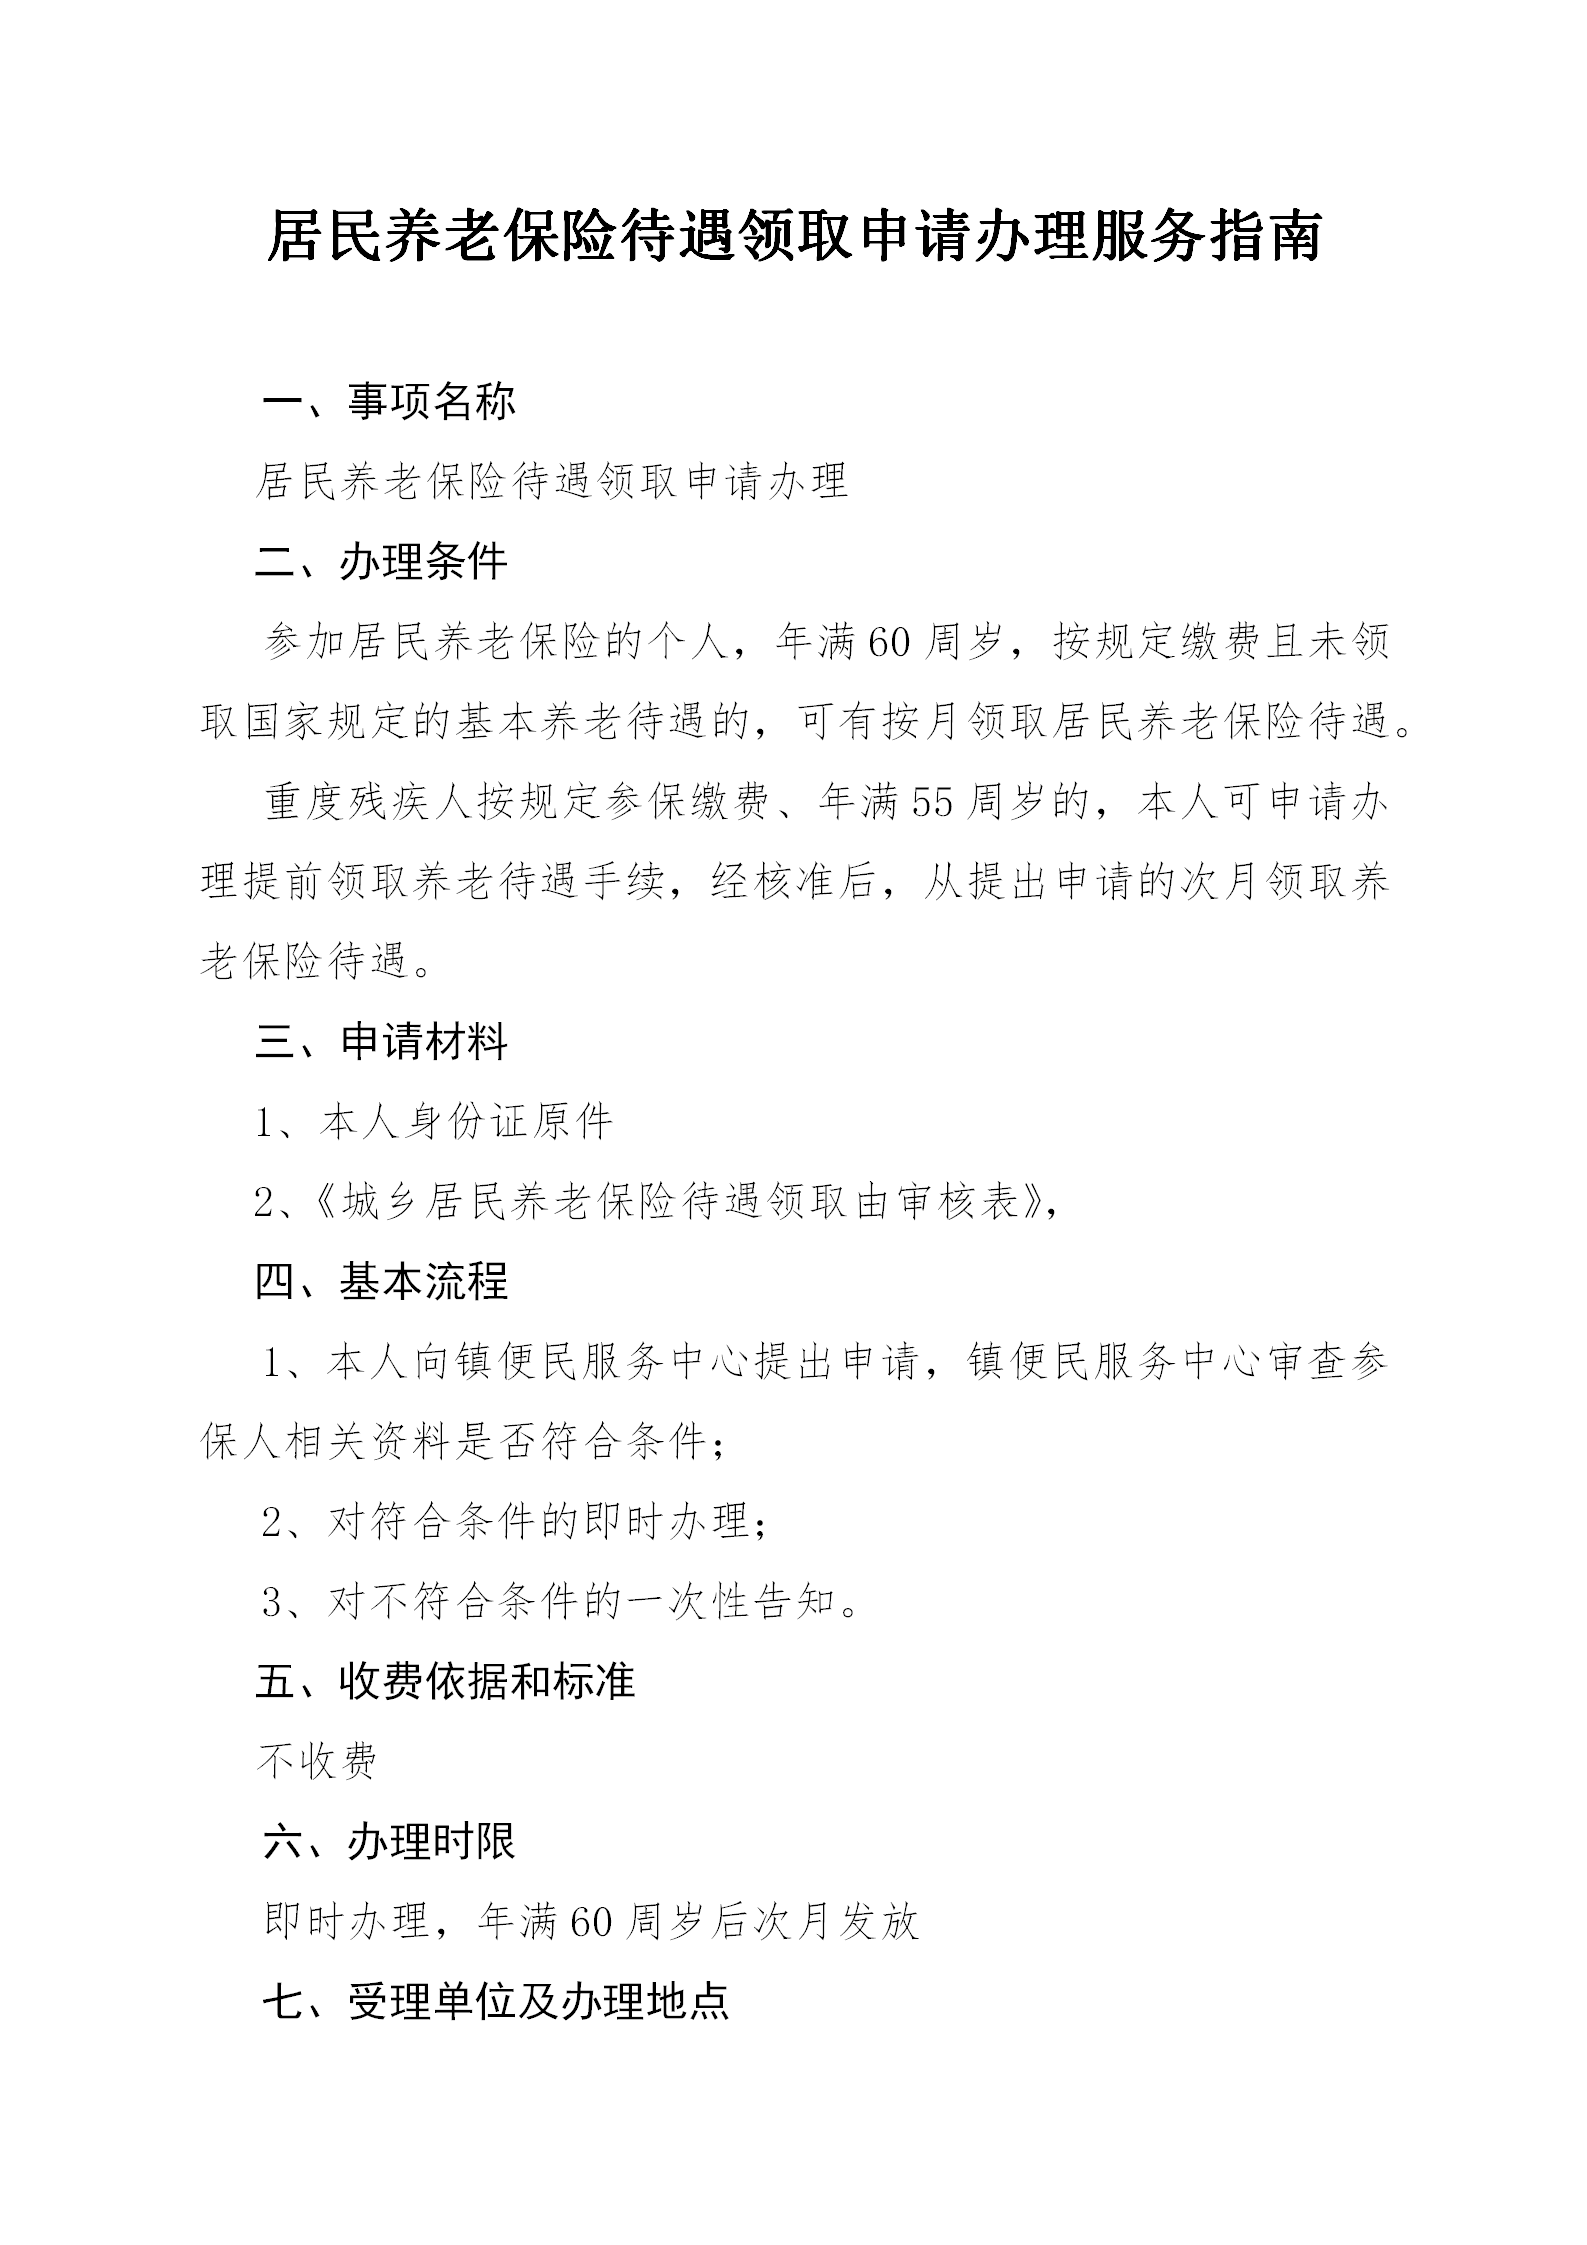 居民养老保险待遇领取申请办理服务指南
一、事项名称
居民养老保险待遇领取申请办理
二、办理条件
参加居民养老保险的个人，年满 60 周岁，按规定缴费且未领
取国家规定的基本养老待遇的，可有按月领取居民养老保险待遇。
重度残疾人按规定参保缴费、年满 55 周岁的，本人可申请办
理提前领取养老待遇手续，经核准后，从提出申请的次月领取养
老保险待遇。
三、申请材料
1、本人身份证原件
2、《城乡居民养老保险待遇领取由审核表》，
四、基本流程
1、本人向镇便民服务中心提出申请，镇便民服务中心审查参
保人相关资料是否符合条件；
2、对符合条件的即时办理；
3、对不符合条件的一次性告知。
五、收费依据和标准
不收费
六、办理时限
即时办理，年满 60 周岁后次月发放
七、受理单位及办理地点